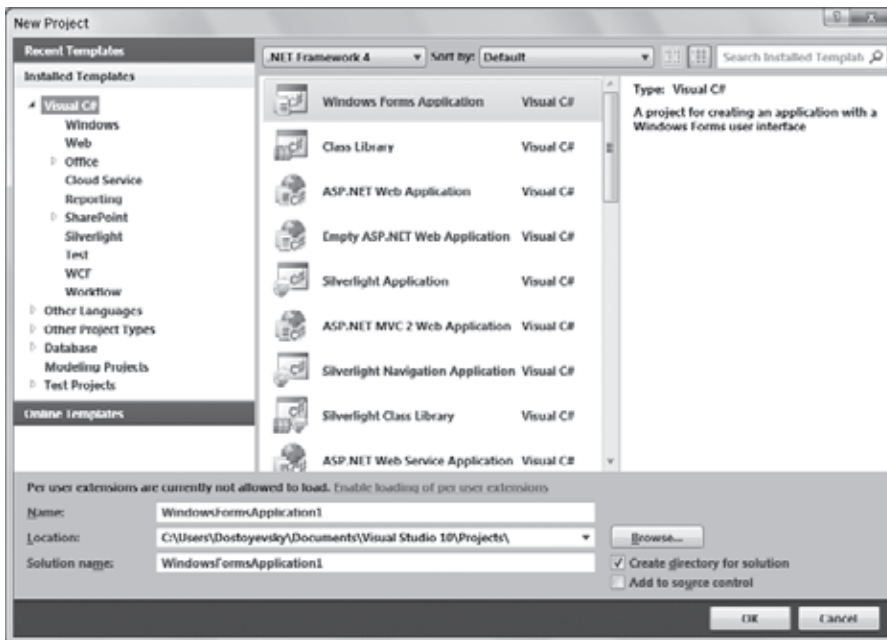 New Project
Recent Templates
Installed Templates
Visual C#
Windows
Web
Office
Cloud Service
Reporting
SharePoint
Silverlight
Test
WCF
Workflow
Other Languages
Other Project Types
Database
Modeling Projects
Test Projects
Online Templates
.NET Framework 4 Sort by: Default
Search Installed Templat
Windows Forms Application Visual C#
Class Library Visual C#
ASP.NET Web Application Visual C#
Empty ASP.NET Web Application Visual C#
Silverlight Application Visual C#
ASP.NET MVC 2 Web Application Visual C#
Silverlight Navigation Application Visual C#
Silverlight Class Library Visual C#
ASP.NET Web Service Application Visual C#
Type: Visual C#
A project for creating an application with a
Windows Forms user interface
Per user extensions are currently not allowed to load. Enable loading of per user extensions
Name: WindowsFormsApplication1
Location: C:\Users\Dostoyevsky\Documents\Visual Studio 10\Projects\ Browse...
Solution name: WindowsFormsApplication1
Create directory for solution
Add to source control
OK Cancel